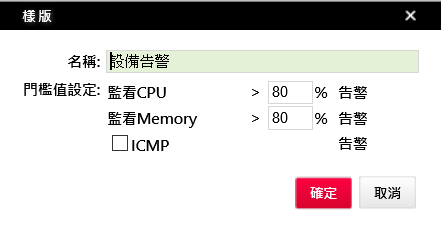 樣版
名稱: 設備告警
門檻值設定: 監看CPU > 80 % 告警
監看Memory > 80 % 告警
ICMP 告警
確定 取消